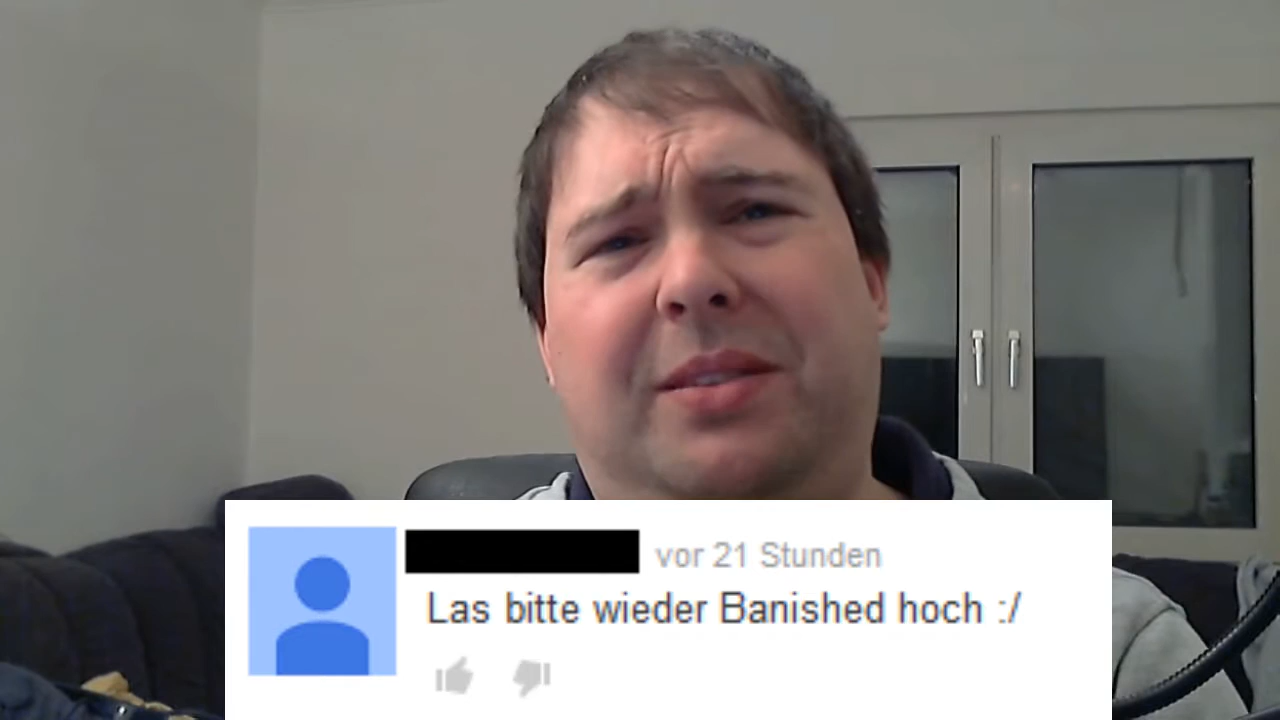 vor 21 Stunden
Las bitte wieder Banished hoch :/